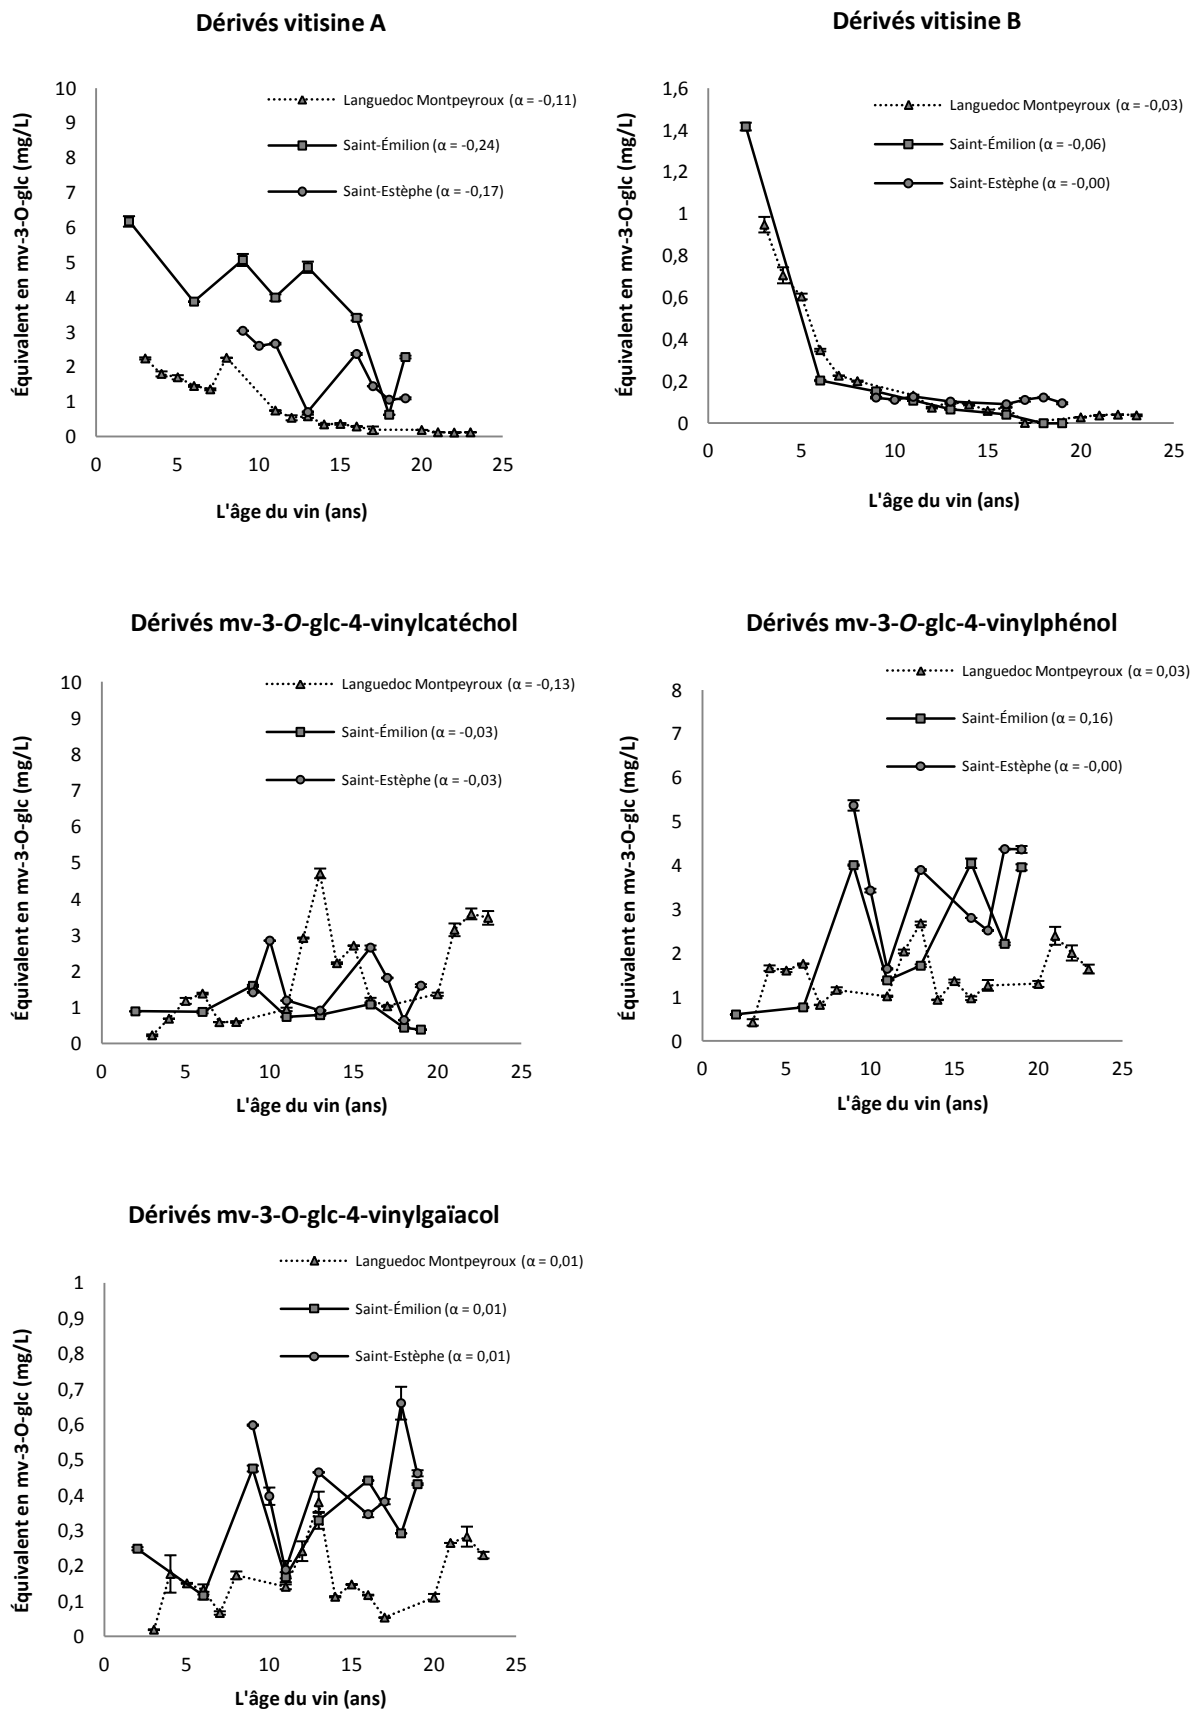 Dérivés vitisine A
Équivalent en mv-3-O-glc (mg/L)
10
9
8
7
6
5
4
3
2
1
0
Languedoc Montpeyroux (α = -0,11)
Saint-Émilion (α = -0,24)
Saint-Estèphe (α = -0,17)
0 5 10 15 20 25
L'âge du vin (ans)
Dérivés vitisine B
Équivalent en mv-3-O-glc (mg/L)
1,6
1,4
1,2
1
0,8
0,6
0,4
0,2
0
Languedoc Montpeyroux (α = -0,03)
Saint-Émilion (α = -0,06)
Saint-Estèphe (α = -0,00)
0 5 10 15 20 25
L'âge du vin (ans)
Dérivés mv-3-O-glc-4-vinylcatéchol
Équivalent en mv-3-O-glc (mg/L)
10
9
8
7
6
5
4
3
2
1
0
Languedoc Montpeyroux (α = -0,13)
Saint-Émilion (α = -0,03)
Saint-Estèphe (α = -0,03)
0 5 10 15 20 25
L'âge du vin (ans)
Dérivés mv-3-O-glc-4-vinylphénol
Équivalent en mv-3-O-glc (mg/L)
8
7
6
5
4
3
2
1
0
Languedoc Montpeyroux (α = 0,03)
Saint-Émilion (α = 0,16)
Saint-Estèphe (α = -0,00)
0 5 10 15 20 25
L'âge du vin (ans)
Dérivés mv-3-O-glc-4-vinylgaïacol
Équivalent en mv-3-O-glc (mg/L)
1
0,9
0,8
0,7
0,6
0,5
0,4
0,3
0,2
0,1
0
Languedoc Montpeyroux (α = 0,01)
Saint-Émilion (α = 0,01)
Saint-Estèphe (α = 0,01)
0 5 10 15 20 25
L'âge du vin (ans)